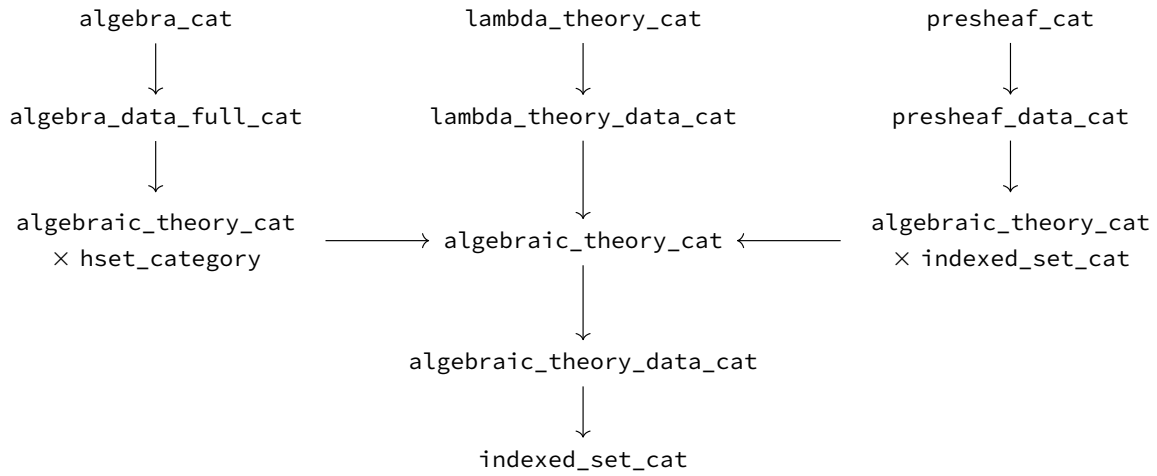 algebra_cat
lambda_theory_cat
presheaf_cat
algebra_data_full_cat
lambda_theory_data_cat
presheaf_data_cat
algebraic_theory_cat
× hset_category
algebraic_theory_cat
algebraic_theory_cat
× indexed_set_cat
algebraic_theory_data_cat
indexed_set_cat